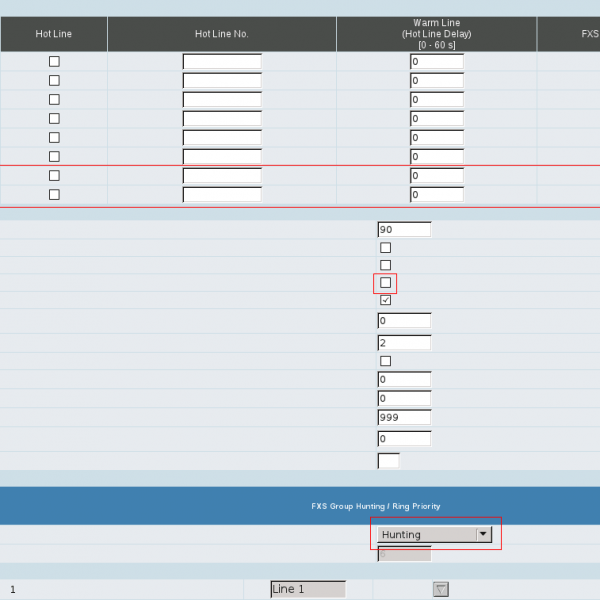 Hot Line
Hot Line No.
Warm Line
(Hot Line Delay)
[0 - 60 s]
FXS
0
0
0
0
0
0
0
0
90
0
2
0
0
999
0
FXS Group Hunting / Ring Priority
Hunting
1
Line 1